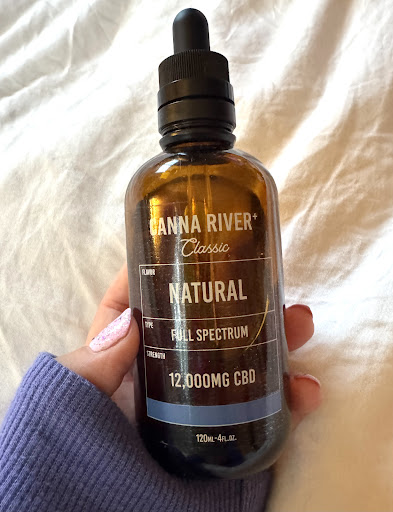 CANNA RIVER+
Classic
FLAVOR
NATURAL
TYPE
FULL SPECTRUM
STRENGTH
12,000MG CBD
120ML-4FL.OZ.